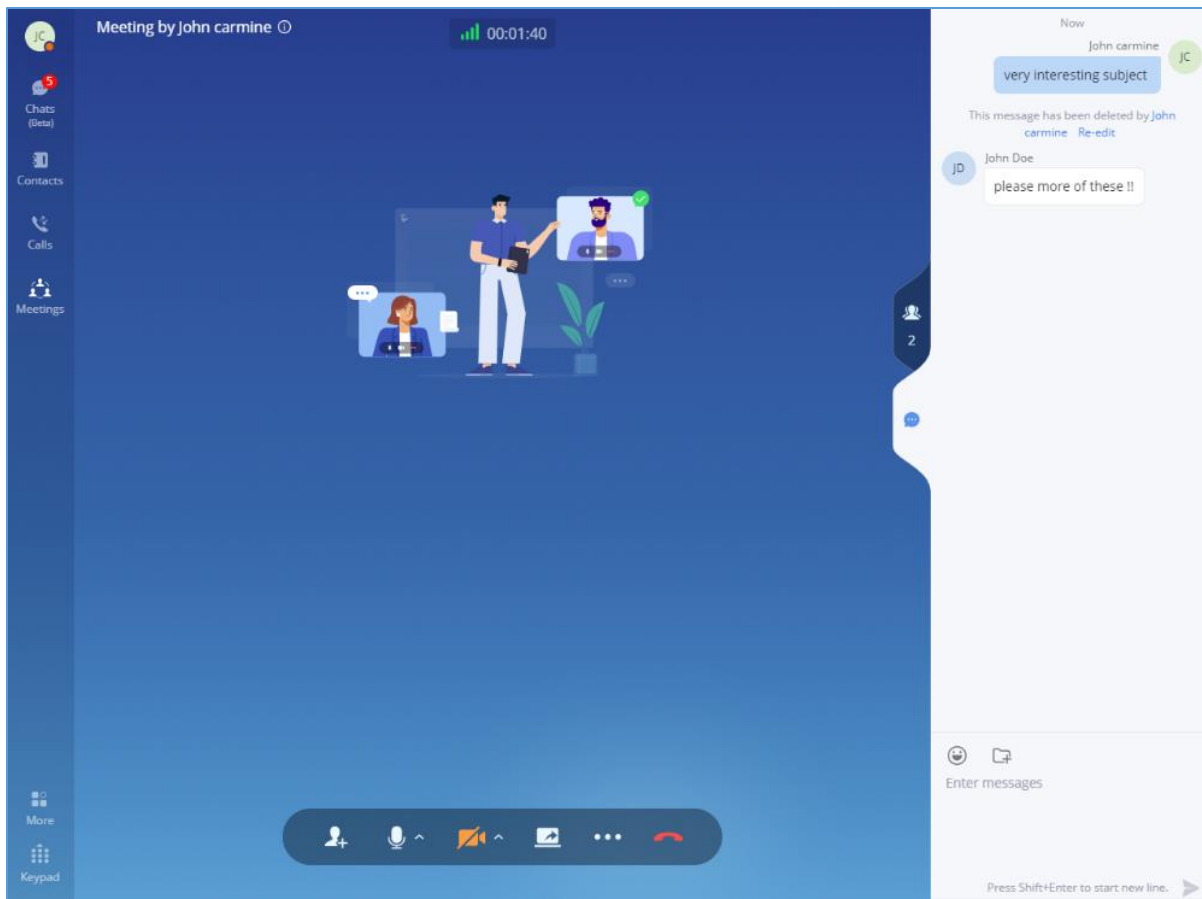 JC
5
Chats
(Beta)
Contacts
Calls
Meetings
More
Keypad
Meeting by John carmine
00:01:40
2
Now
John carmine
JC
very interesting subject
This message has been deleted by John
carmine Re-edit
JD
John Doe
please more of these !!
Enter messages
Press Shift+Enter to start new line.